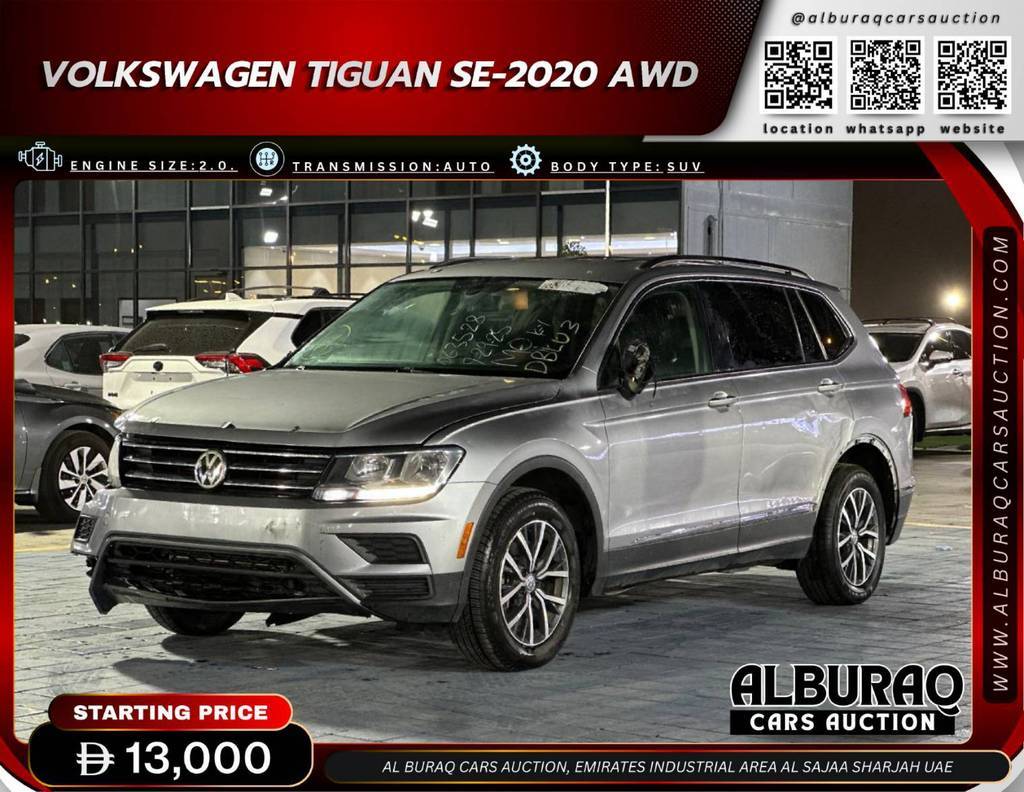 @alburaqcarsauction
VOLKSWAGEN TIGUAN SE-2020 AWD
location whatsapp website
ENGINE SIZE:2.0. TRANSMISSION:AUTO BODY TYPE: SUV
WWW.ALBURAQCARSAUCTION.COM
ALBURAQ
CARS AUCTION
STARTING PRICE
13,000
AL BURAQ CARS AUCTION, EMIRATES INDUSTRIAL AREA AL SAJAA SHARJAH UAE